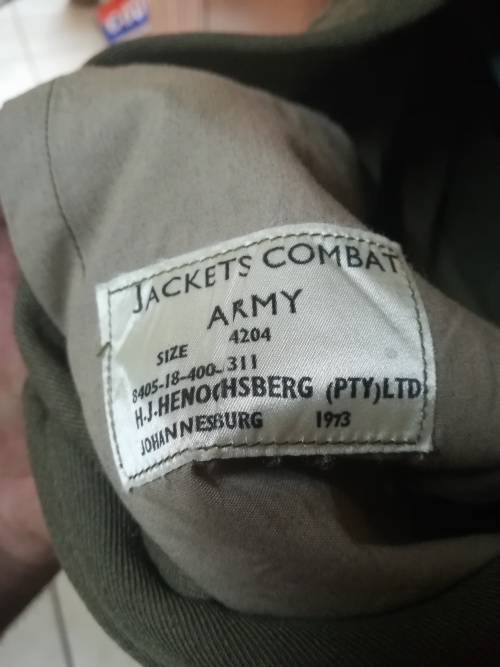 JACKETS COMBAT
ARMY
SIZE 4204
8405-18-400-311
H.J.HENOCHSBERG (PTY)LTD
JOHANNESBURG 1973